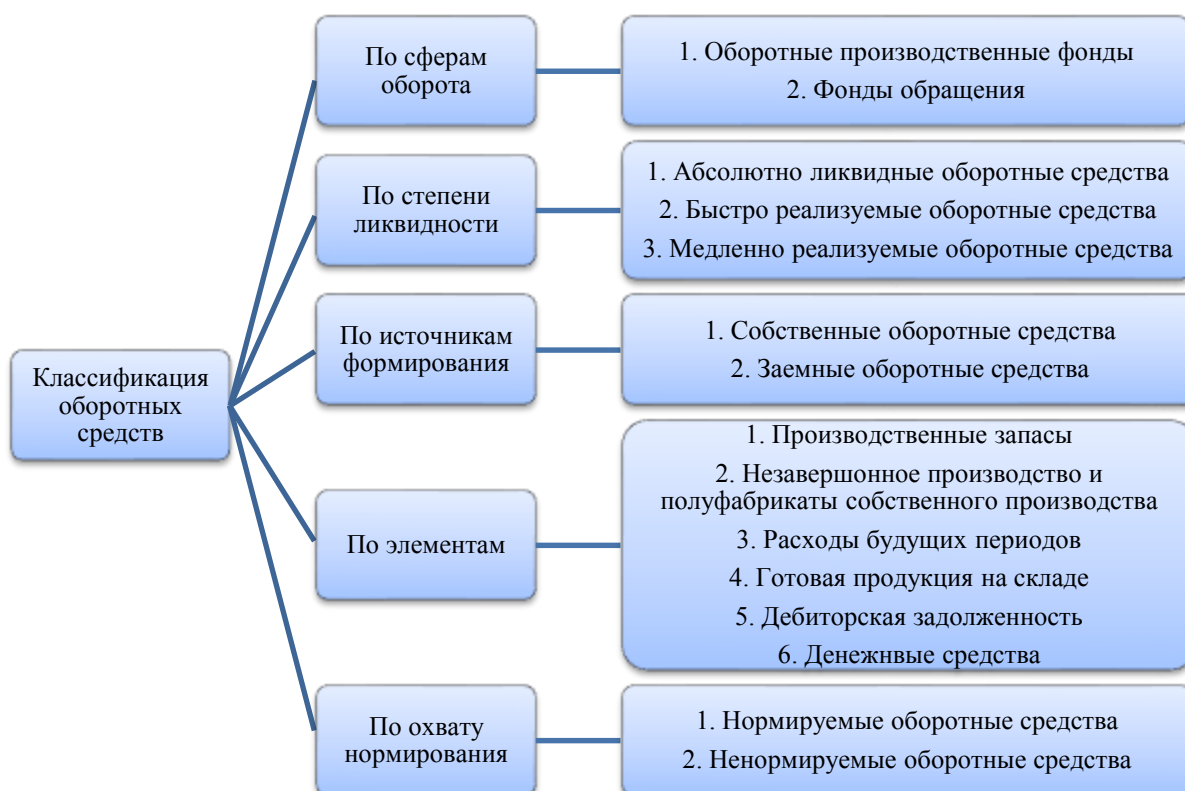 Классификация
оборотных
средств
По сферам
оборота
1. Оборотные производственные фонды
2. Фонды обращения
По степени
ликвидности
1. Абсолютно ликвидные оборотные средства
2. Быстро реализуемые оборотные средства
3. Медленно реализуемые оборотные средства
По источникам
формирования
1. Собственные оборотные средства
2. Заемные оборотные средства
По элементам
1. Производственные запасы
2. Незавершонное производство и
полуфабрикаты собственного производства
3. Расходы будущих периодов
4. Готовая продукция на складе
5. Дебиторская задолженность
6. Денежнвые средства
По охвату
нормирования
1. Нормируемые оборотные средства
2. Ненормируемые оборотные средства